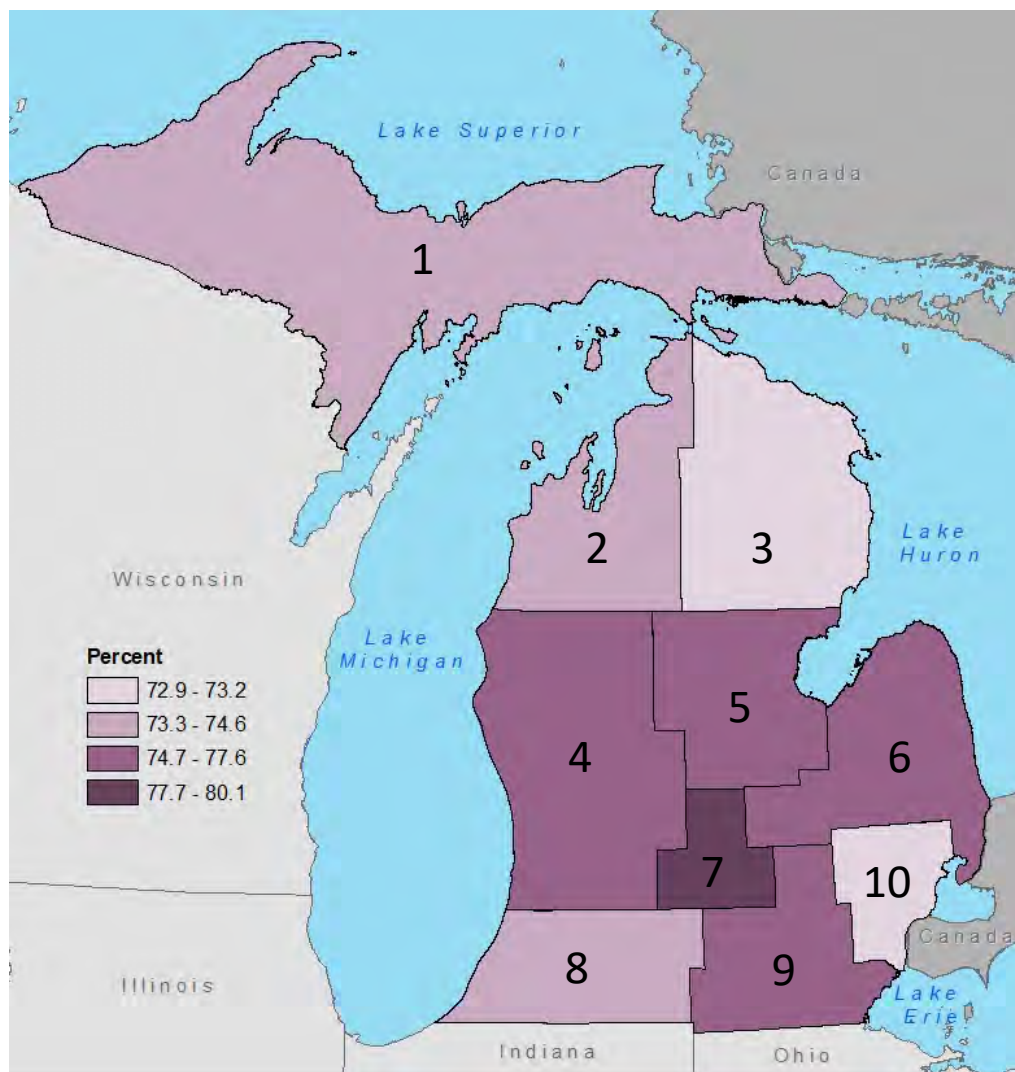 Lake Superior
Canada
1
Lake
Huron
2
3
Wisconsin
Lake
Michigan
Percent
72.9 - 73.2
73.3 - 74.6
74.7 - 77.6
77.7 - 80.1
5
4
6
7
10
Canada
8
9
Illinois
Lake
Erie
Indiana
Ohio